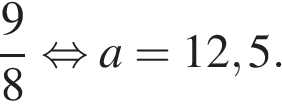 9/8 ⇔ a = 12,5.